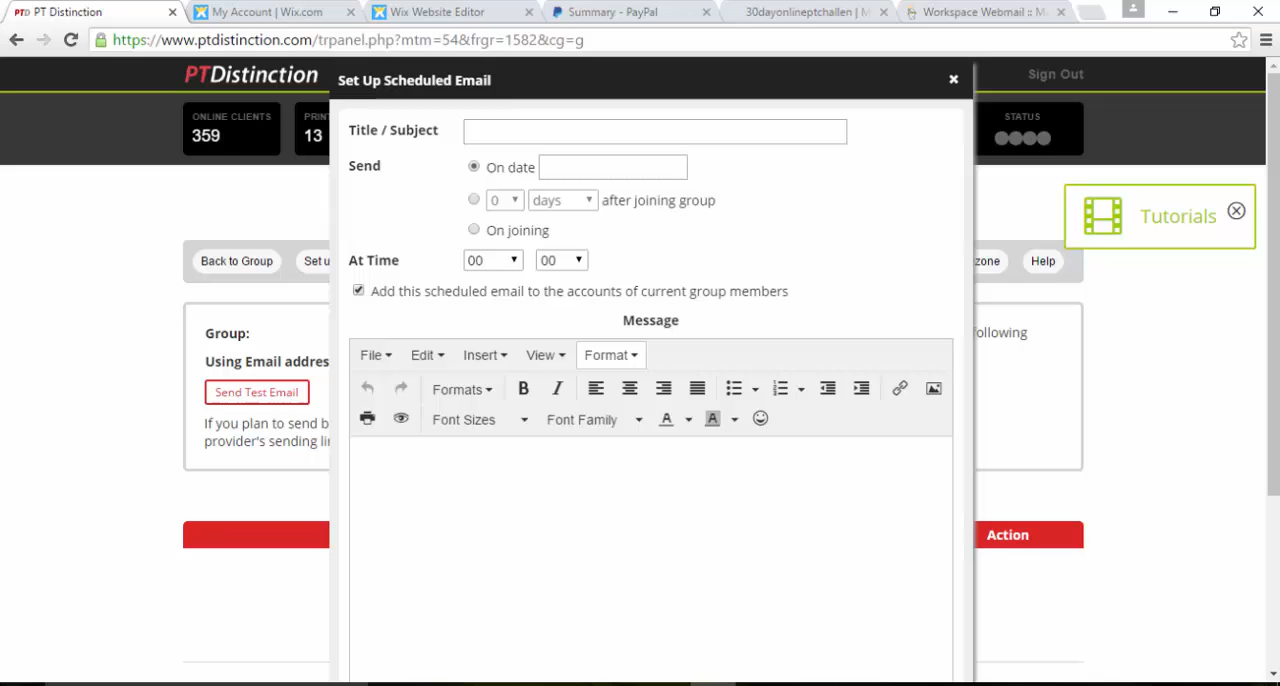 PTD PT Distinction
My Account | Wix.com
Wix Website Editor
Summary - PayPal
30dayonlineptchallen | M
Workspace Webmail :: M
https://www.ptdistinction.com/trpanel.php?mtm=54&frgr=1582&cg=g
PTDistinction
Set Up Scheduled Email
Sign Out
ONLINE CLIENTS
359
PRIN
13
STATUS
Title / Subject
Send
On date
0 days after joining group
On joining
At Time 00 00
Add this scheduled email to the accounts of current group members
Message
Tutorials
Back to Group
Set u
zone
Help
Group:
Using Email addres
Send Test Email
If you plan to send b
provider's sending li
following
File Edit Insert View Format
Formats B I
Font Sizes Font Family A A
Action